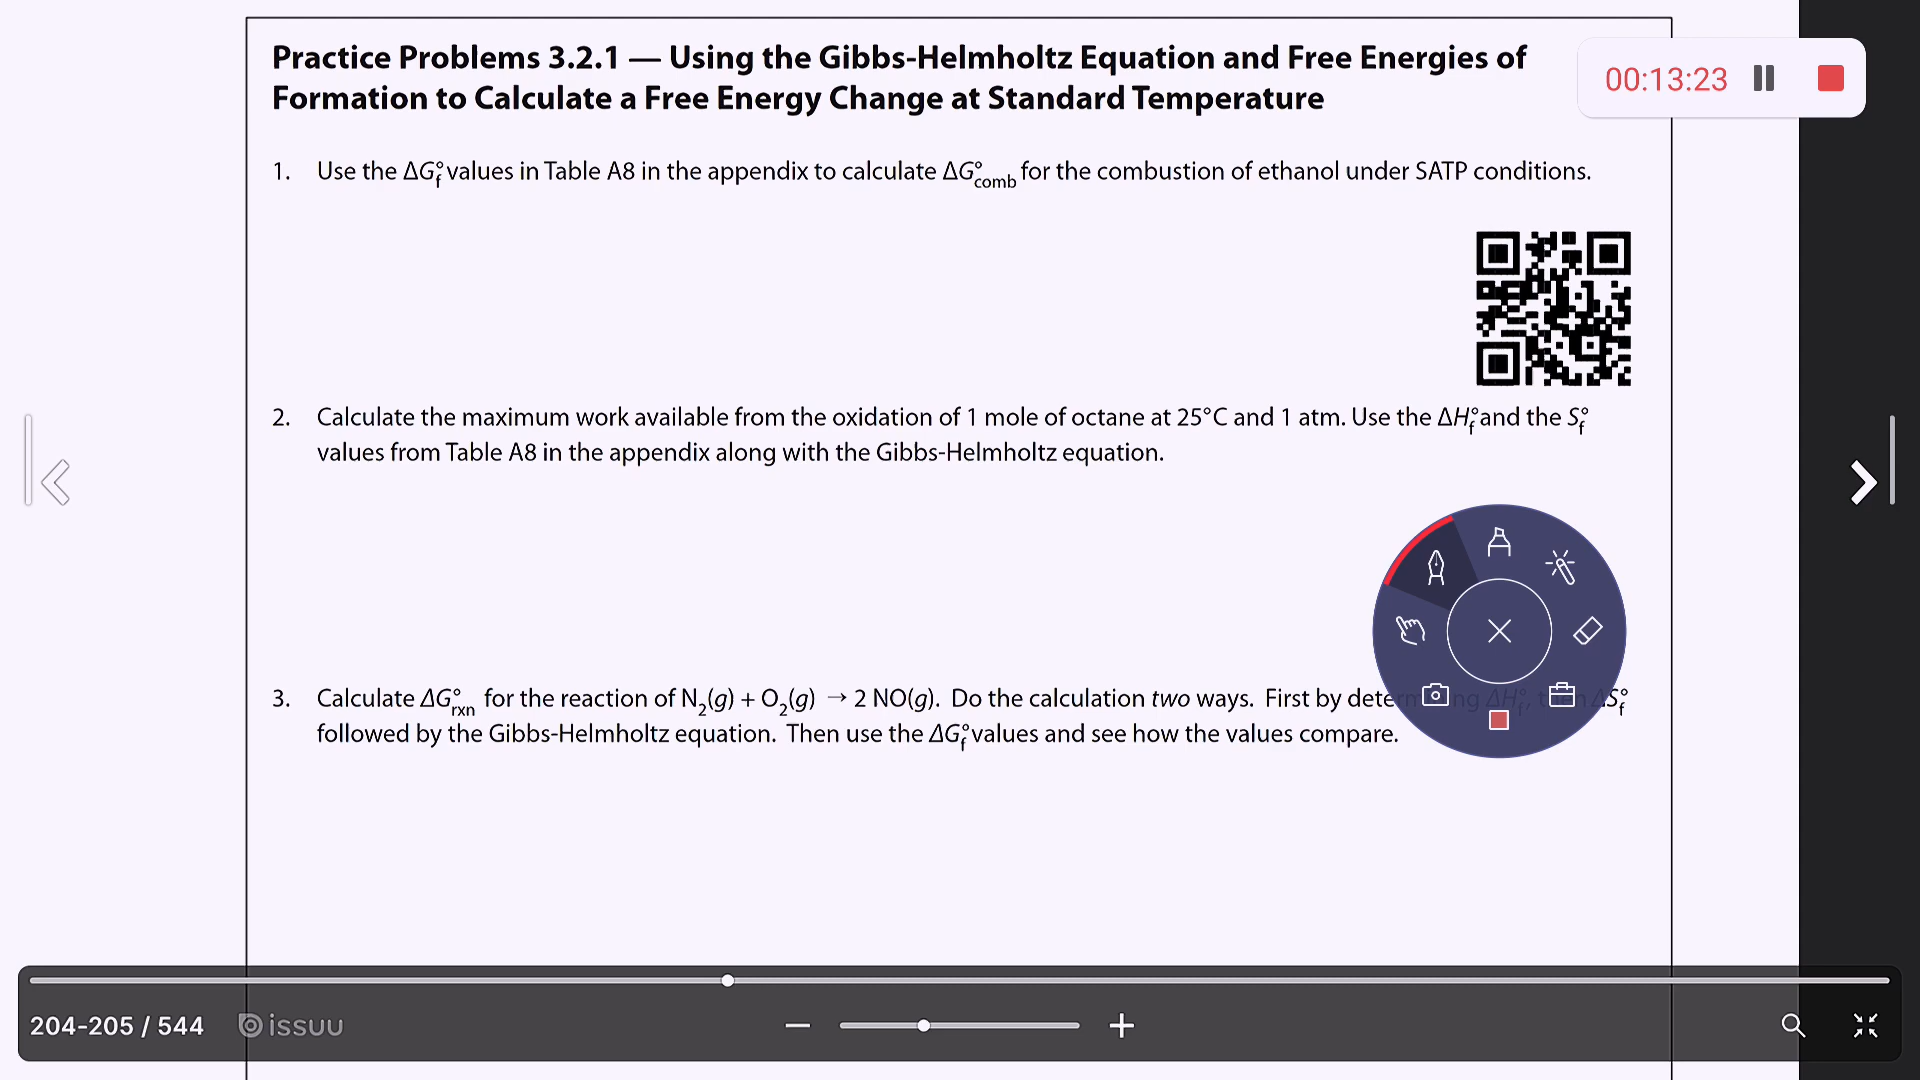 Practice Problems 3.2.1 — Using the Gibbs-Helmholtz Equation and Free Energies of
Formation to Calculate a Free Energy Change at Standard Temperature
00:13:23
1. Use the ΔG°f values in Table A8 in the appendix to calculate ΔG°comb for the combustion of ethanol under SATP conditions.
2. Calculate the maximum work available from the oxidation of 1 mole of octane at 25°C and 1 atm. Use the ΔH°f and the S°f
values from Table A8 in the appendix along with the Gibbs-Helmholtz equation.
3. Calculate ΔG°rxn for the reaction of N₂(g) + O₂(g) → 2 NO(g). Do the calculation two ways. First by determining ΔH°f, then ΔS°f
followed by the Gibbs-Helmholtz equation. Then use the ΔG°f values and see how the values compare.
204-205 / 544
issuu